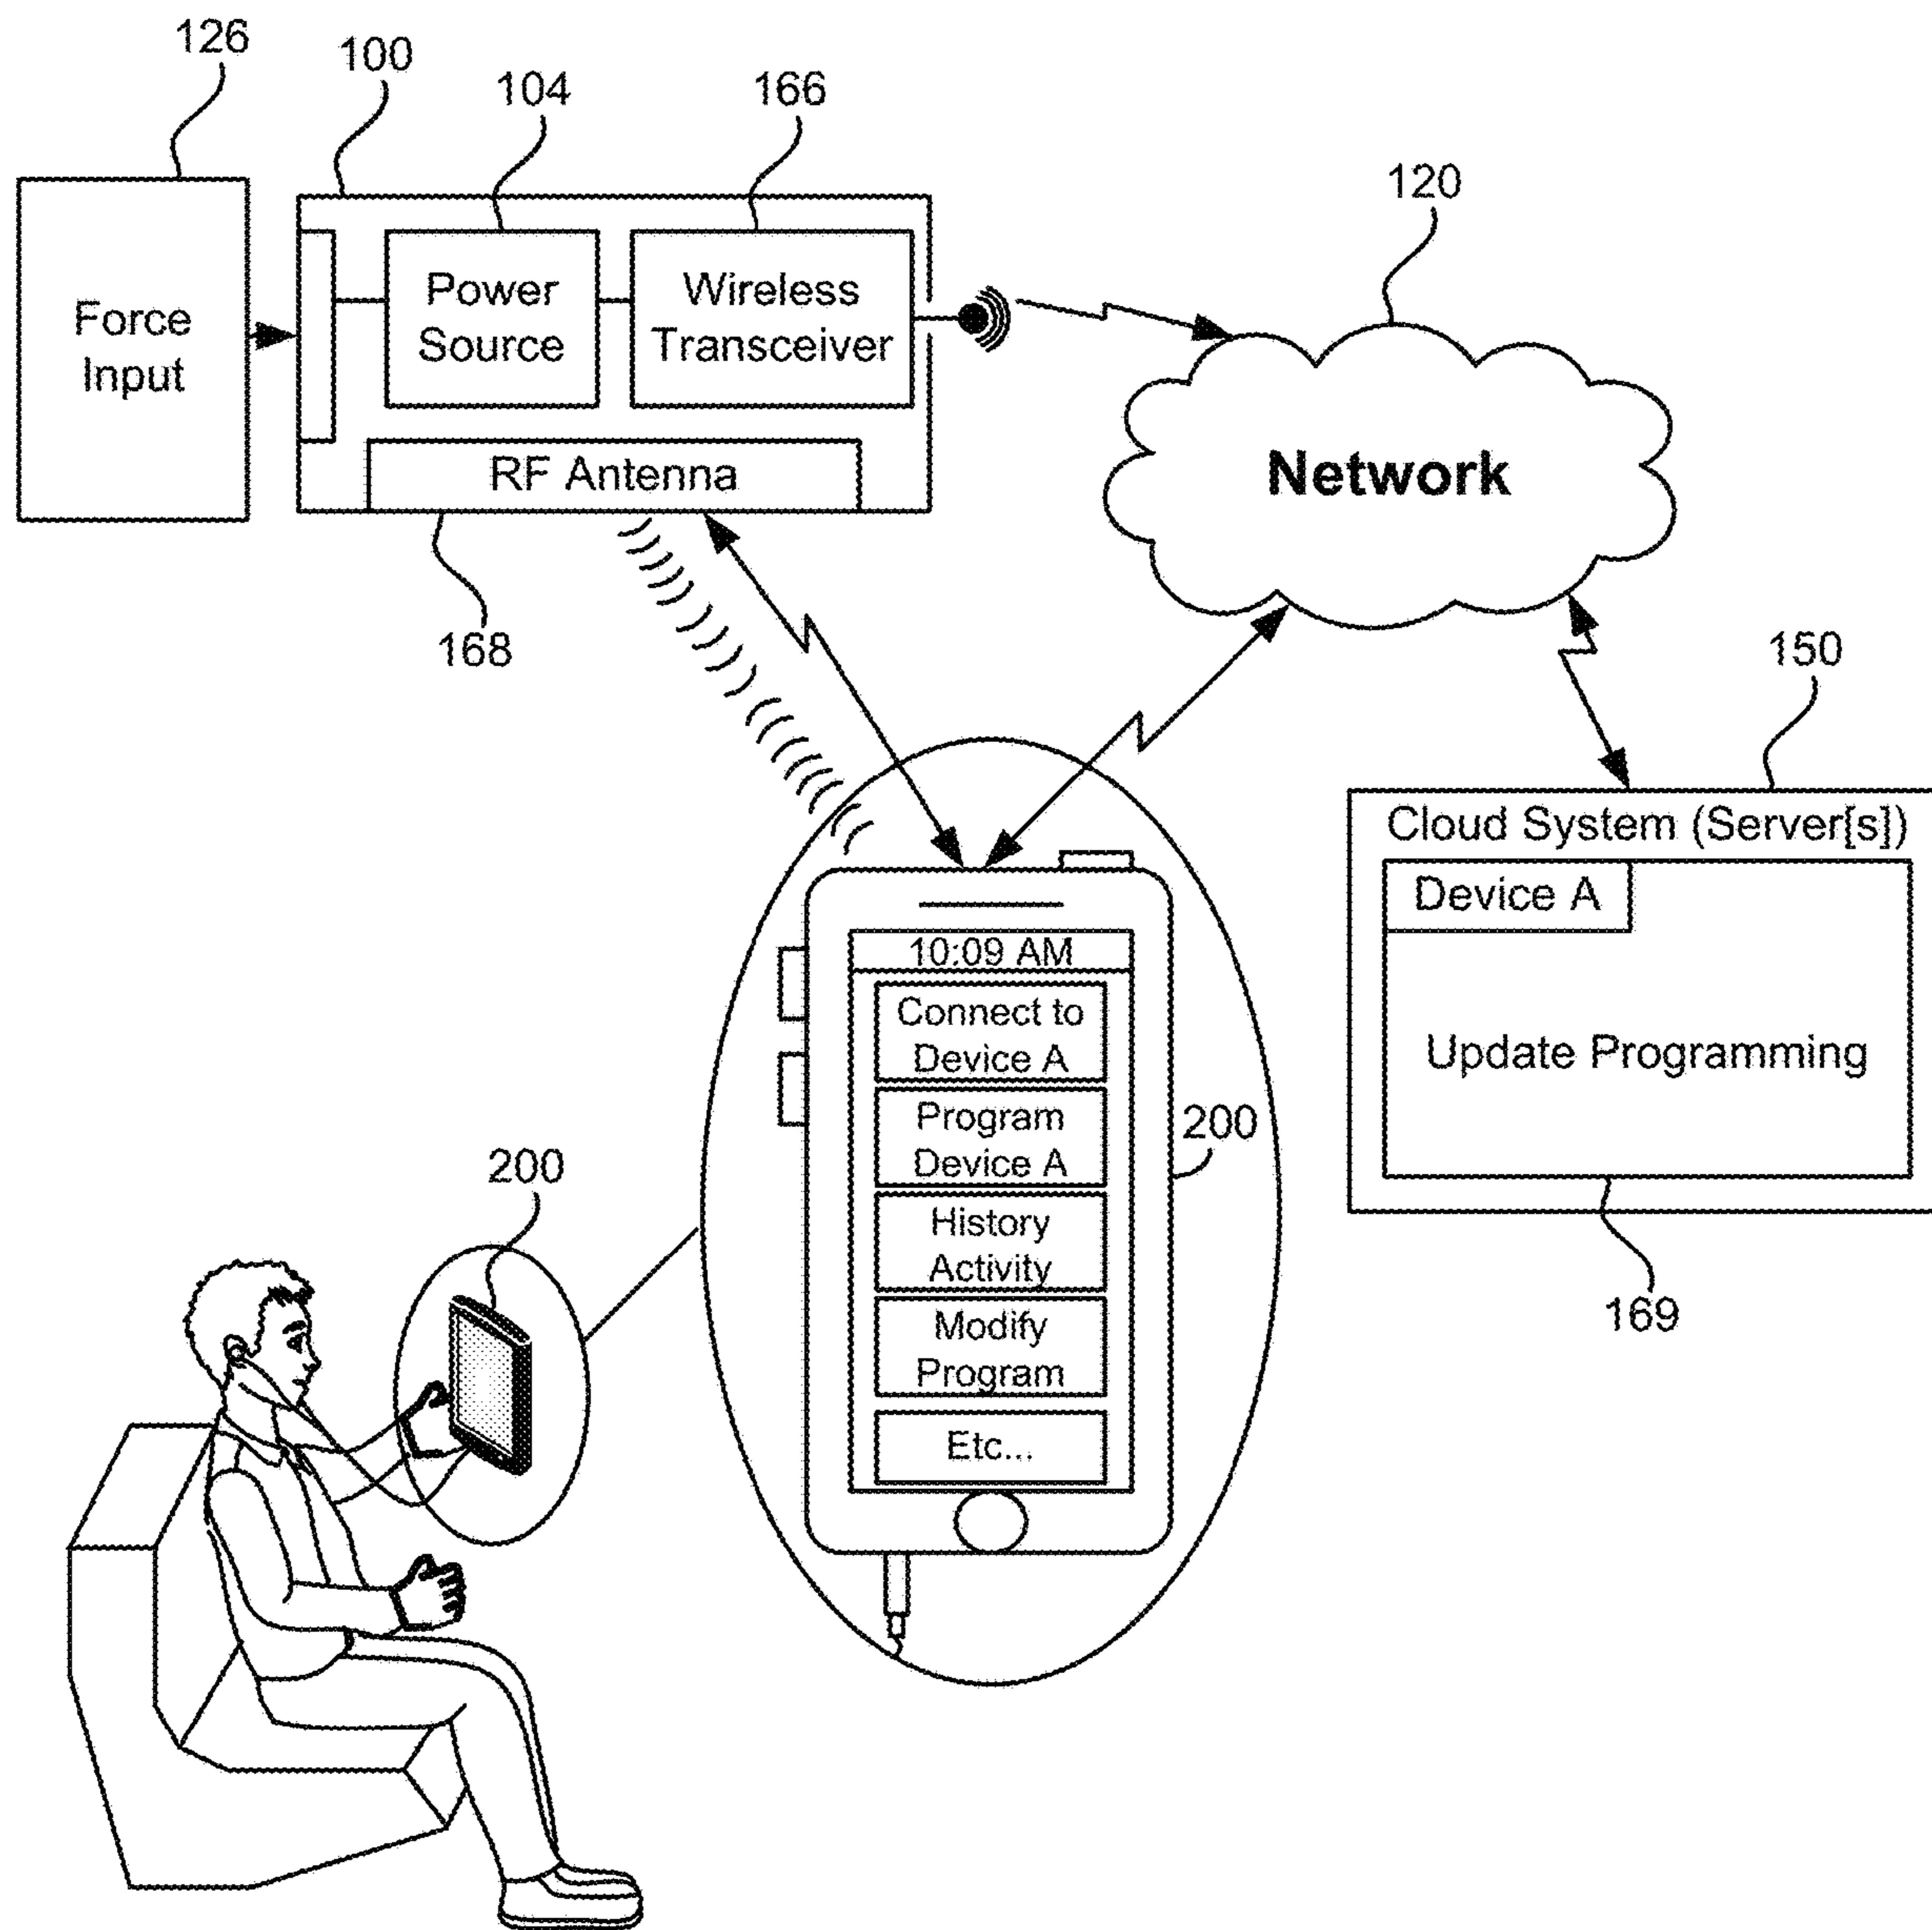 126
100
104
166
120
Force
Input
Power
Source
Wireless
Transceiver
RF Antenna
Network
168
150
Cloud System (Server[s])
Device A
Update Programming
169
10:09 AM
Connect to
Device A
Program
Device A
History
Activity
Modify
Program
Etc...
200
200